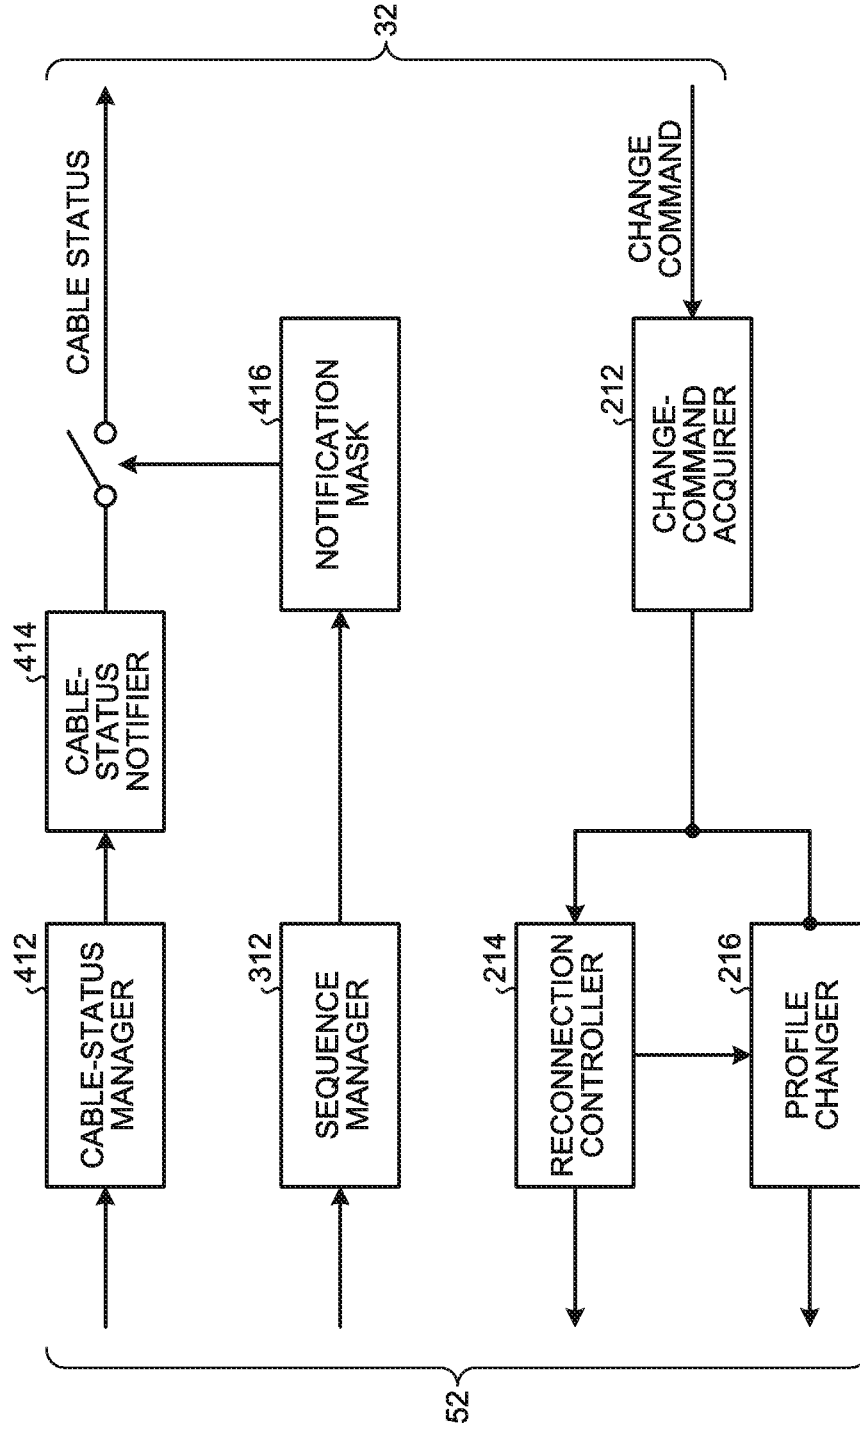 32
CABLE STATUS
414
CABLE-
STATUS
NOTIFIER
412
CABLE-STATUS
MANAGER
416
NOTIFICATION
MASK
312
SEQUENCE
MANAGER
CHANGE
COMMAND
212
CHANGE-
COMMAND
ACQUIRER
214
RECONNECTION
CONTROLLER
216
PROFILE
CHANGER
52